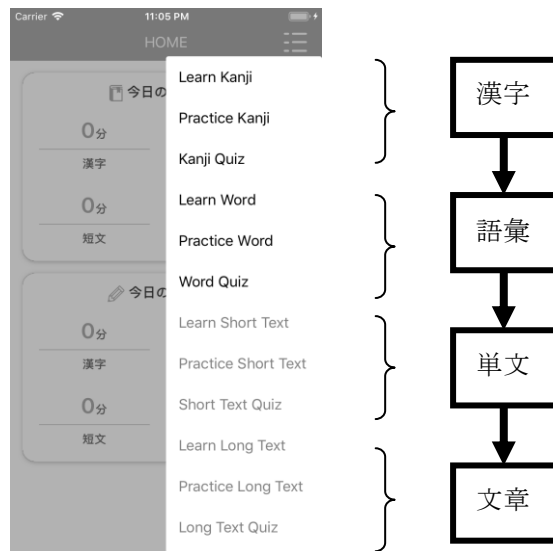 Carrier 11:05 PM
HOME
今日の
0分
漢字
0分
短文
今日の
0分
漢字
0分
短文
Learn Kanji
Practice Kanji
Kanji Quiz
Learn Word
Practice Word
Word Quiz
Learn Short Text
Practice Short Text
Short Text Quiz
Learn Long Text
Practice Long Text
Long Text Quiz
漢字
語彙
単文
文章